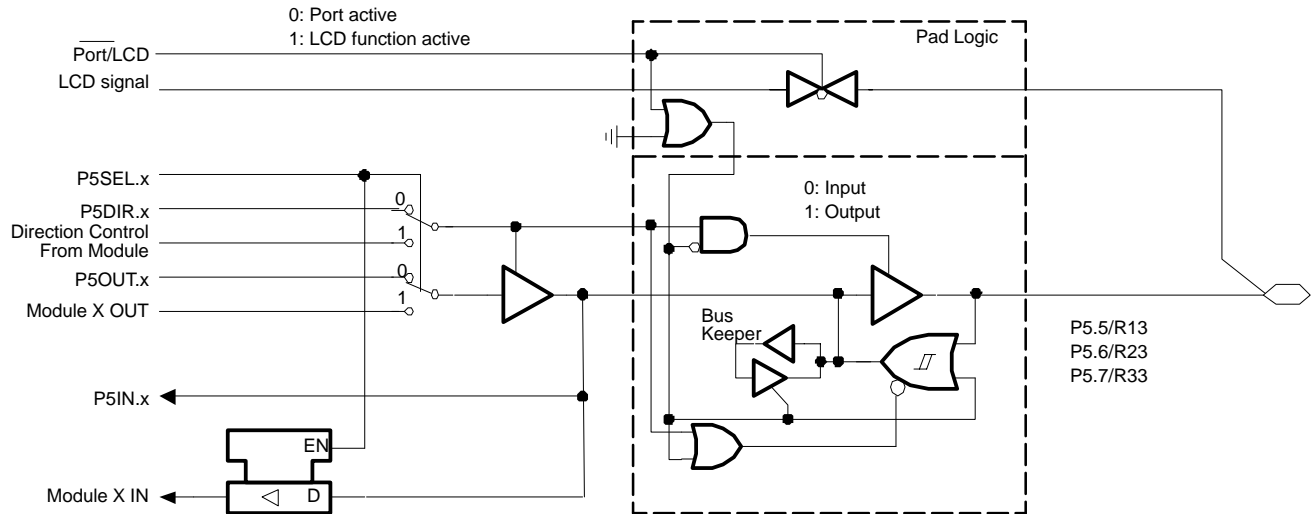 0: Port active
1: LCD function active
Pad Logic
Port/LCD
LCD signal
P5SEL.x
0
P5DIR.x
Direction Control
From Module
1
0: Input
1: Output
P5OUT.x
0
Module X OUT
1
Bus
Keeper
P5.5/R13
P5.6/R23
P5.7/R33
P5IN.x
EN
Module X IN
D